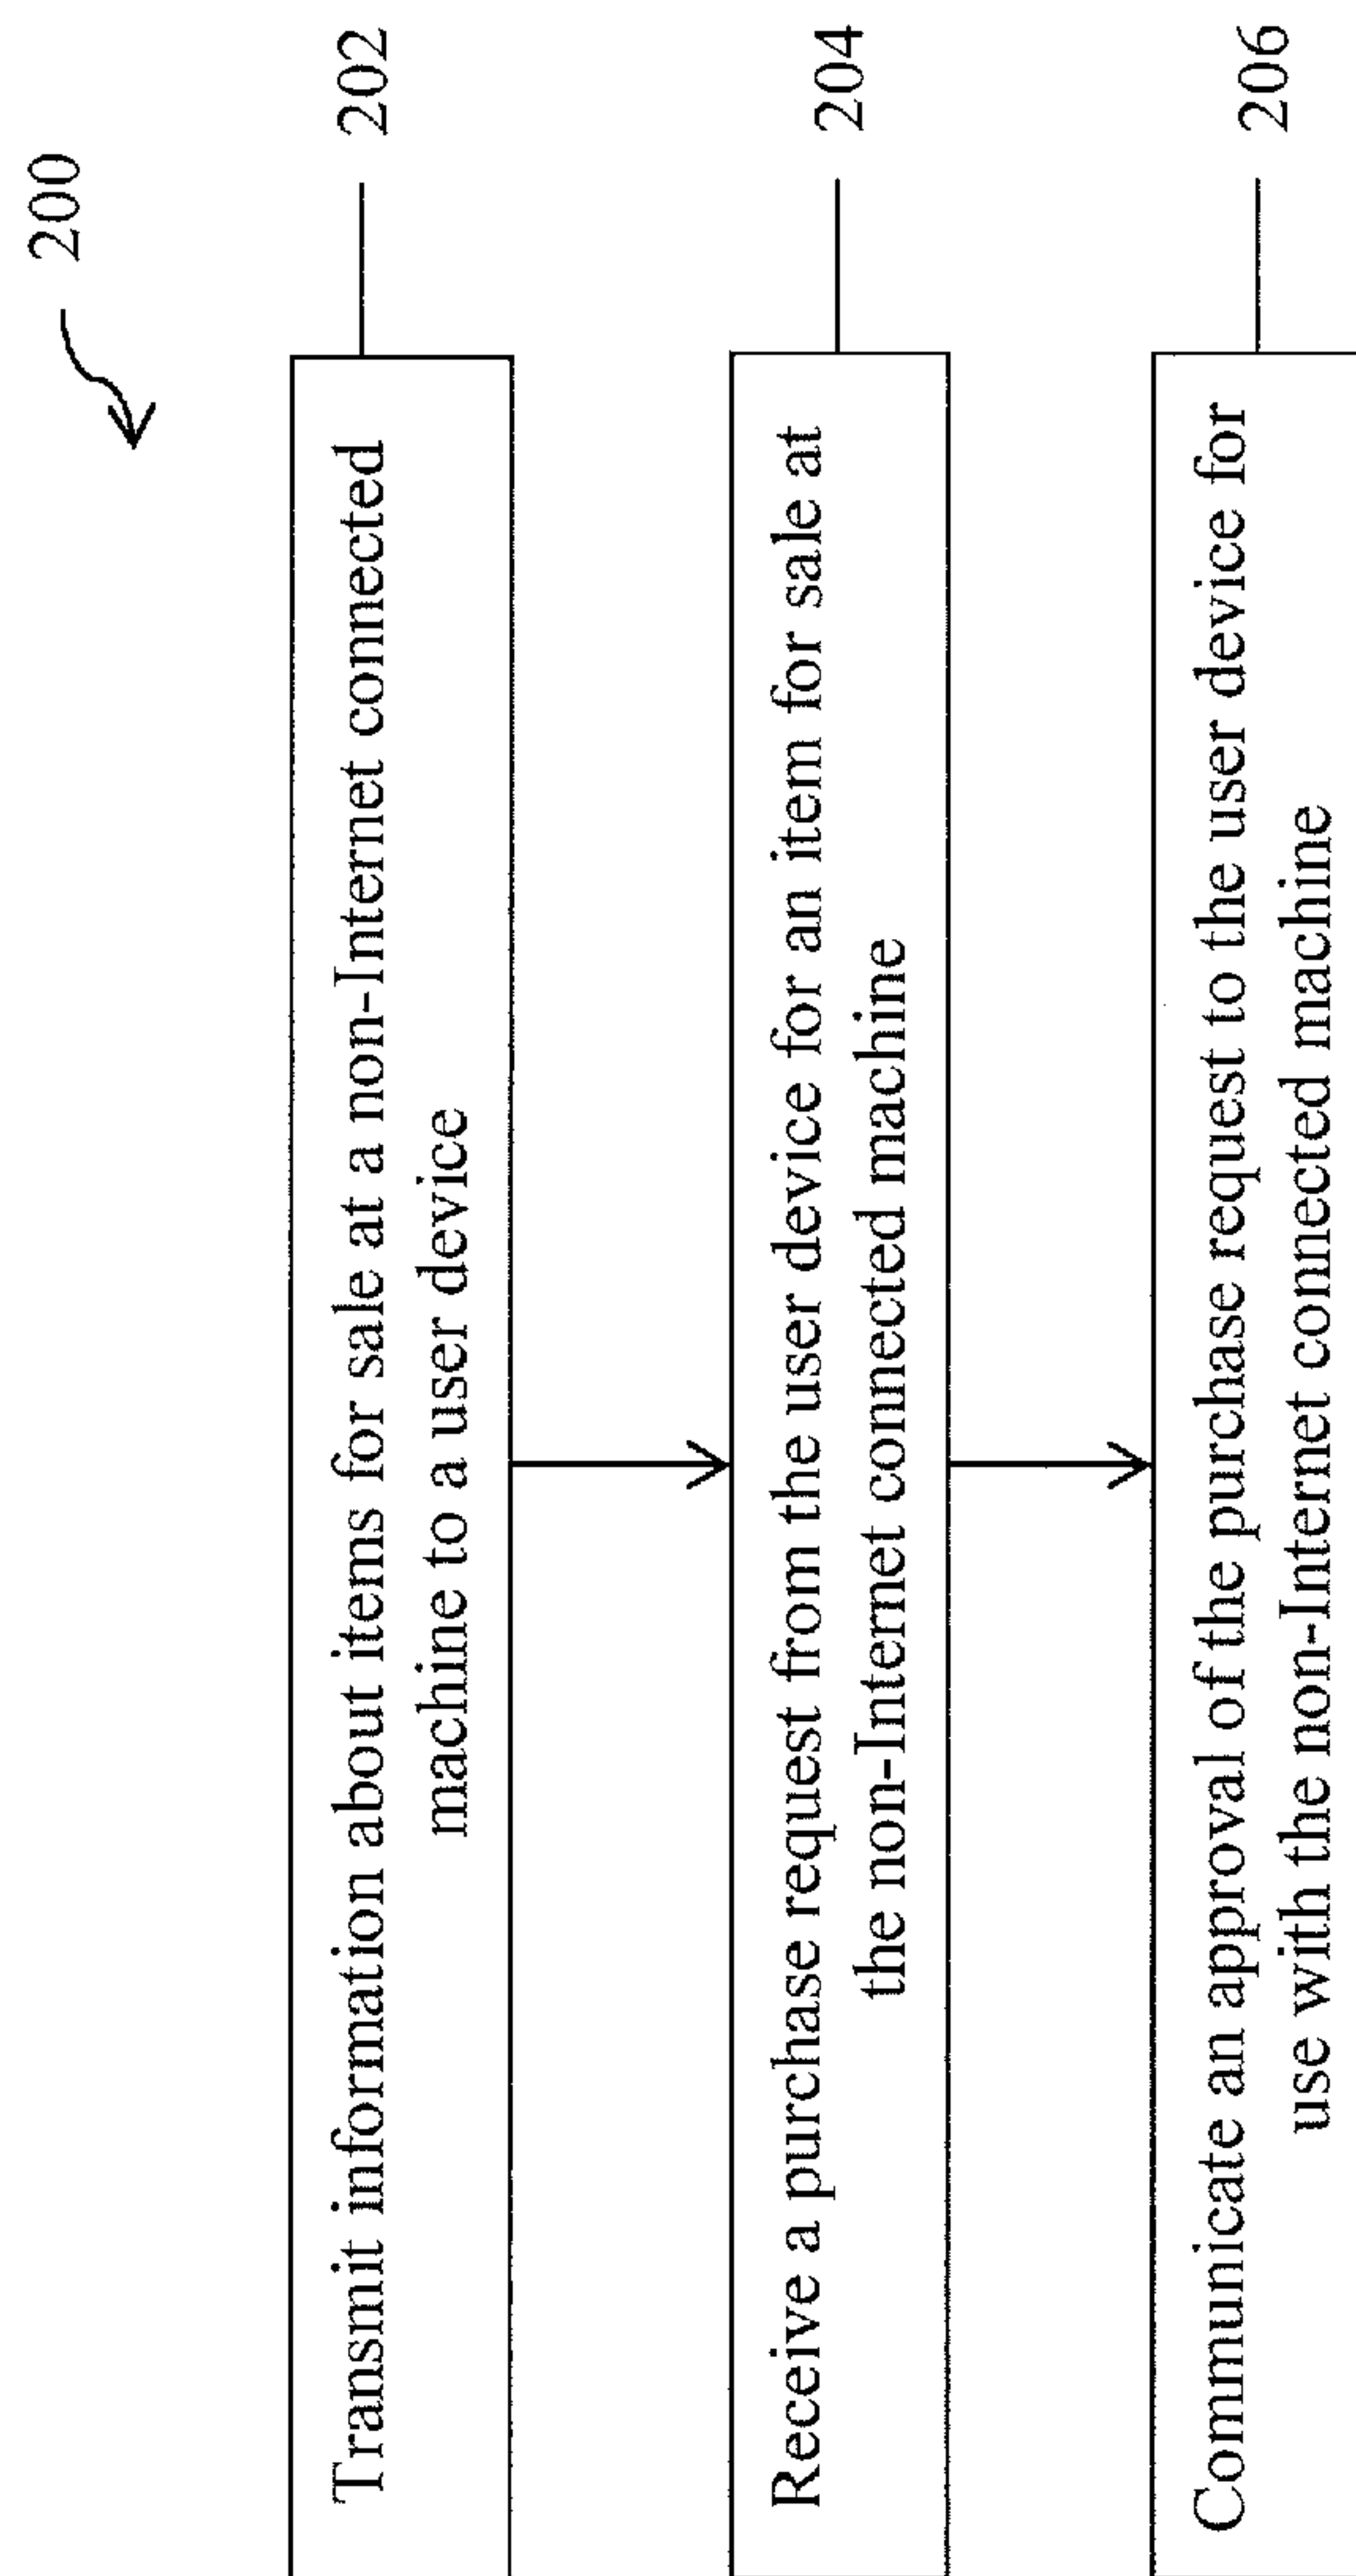 200
Transmit information about items for sale at a non-Internet connected
machine to a user device
202
Receive a purchase request from the user device for an item for sale at
the non-Internet connected machine
204
Communicate an approval of the purchase request to the user device for
use with the non-Internet connected machine
206